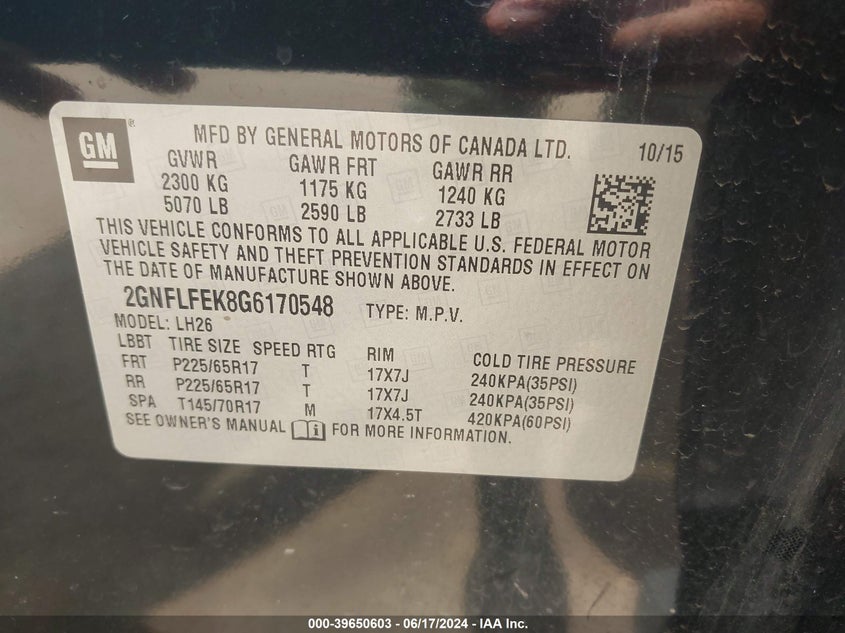 GM
MFD BY GENERAL MOTORS OF CANADA LTD. 10/15
GVWR GAWR FRT GAWR RR
2300 KG 1175 KG 1240 KG
5070 LB 2590 LB 2733 LB
THIS VEHICLE CONFORMS TO ALL APPLICABLE U.S. FEDERAL MOTOR
VEHICLE SAFETY AND THEFT PREVENTION STANDARDS IN EFFECT ON
THE DATE OF MANUFACTURE SHOWN ABOVE.
2GNFLFEK8G6170548 TYPE: M.P.V.
MODEL: LH26
LBBT TIRE SIZE SPEED RTG RIM COLD TIRE PRESSURE
FRT P225/65R17 T 17X7J 240KPA(35PSI)
RR P225/65R17 T 17X7J 240KPA(35PSI)
SPA T145/70R17 M 17X4.5T 420KPA(60PSI)
SEE OWNER'S MANUAL FOR MORE INFORMATION.
000-39650603 - 06/17/2024 - IAA Inc.